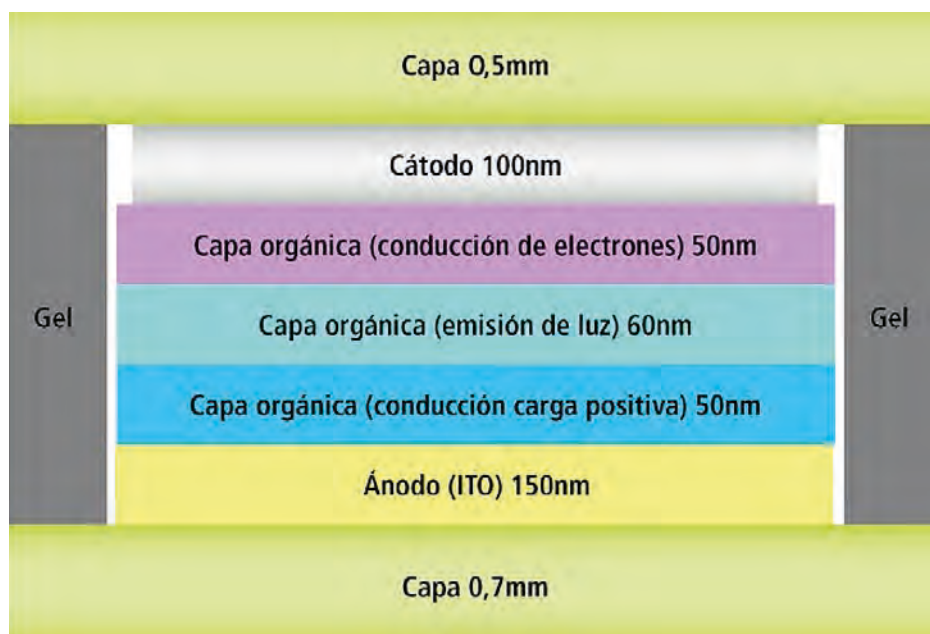 Capa 0,5mm
Cátodo 100nm
Capa orgánica (conducción de electrones) 50nm
Capa orgánica (emisión de luz) 60nm
Gel
Gel
Capa orgánica (conducción carga positiva) 50nm
Ánodo (ITO) 150nm
Capa 0,7mm